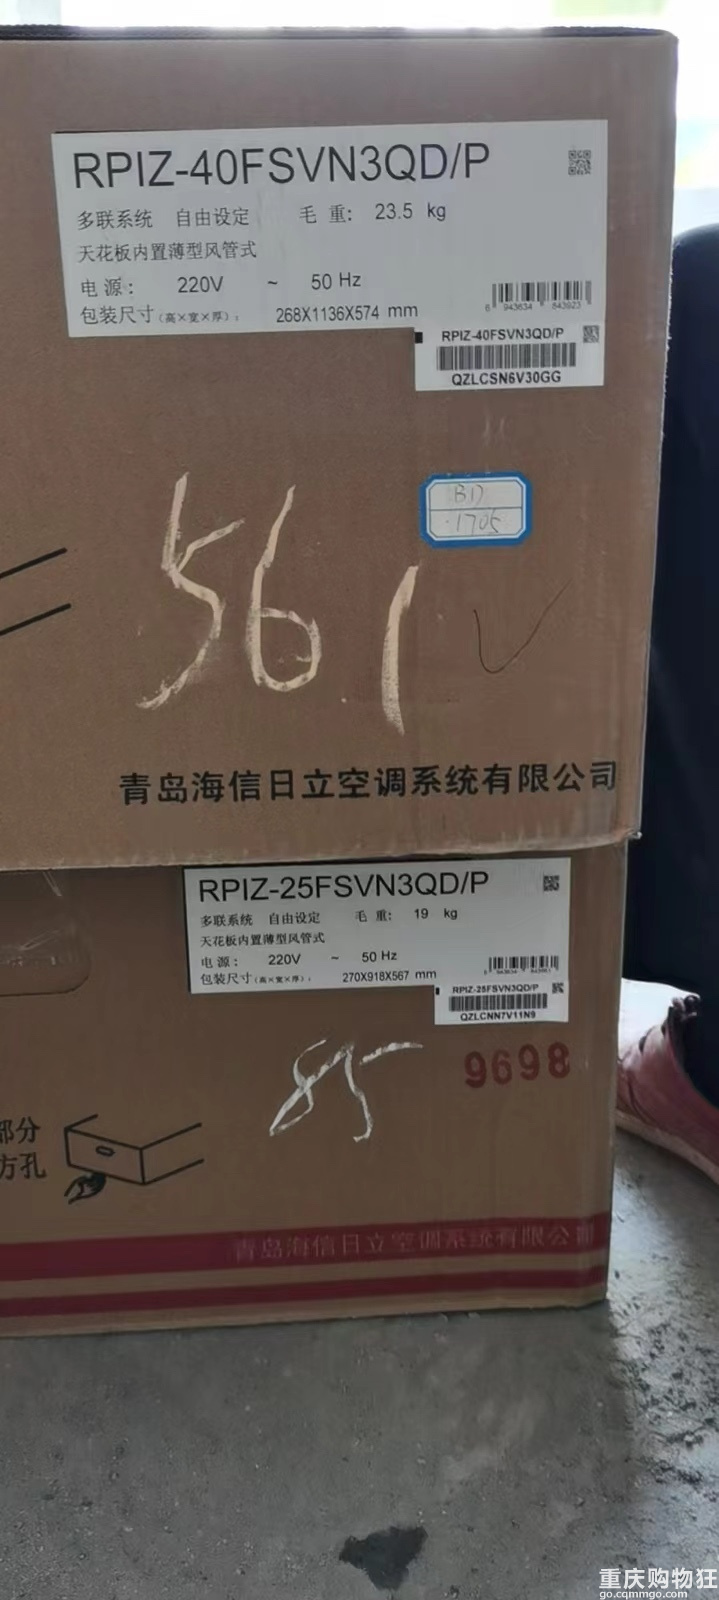 RPIZ-40FSVN3QD/P
多联系统 自由设定 毛 重: 23.5 kg
天花板内置薄型风管式
电 源: 220V ~ 50 Hz
包装尺寸(高×宽×厚): 268X1136X574 mm
6 943634 843923
RPIZ-40FSVN3QD/P
QZLCSN6V30GG
1705
561
青岛海信日立空调系统有限公司
RPIZ-25FSVN3QD/P
多联系统 自由设定 毛 重: 19 kg
天花板内置薄型风管式
电 源: 220V ~ 50 Hz
包装尺寸(高×宽×厚): 270X918X567 mm
RPIZ-25FSVN3QD/P
QZLCNN7V11N9
85
9698
部分
方孔
青岛海信日立空调系统有限公司
重庆购物狂
go.cqmmgo.com